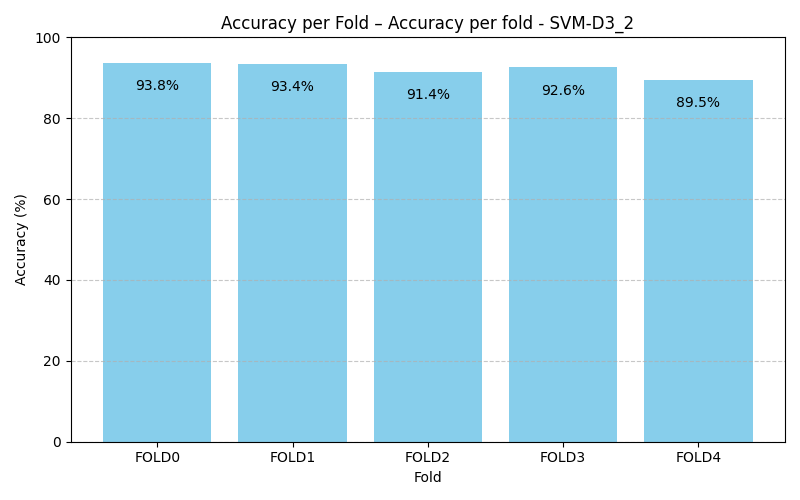 Accuracy per Fold – Accuracy per fold - SVM-D3_2
100
80
60
40
20
0
Accuracy (%)
93.8%
93.4%
91.4%
92.6%
89.5%
FOLD0
FOLD1
FOLD2
FOLD3
FOLD4
Fold